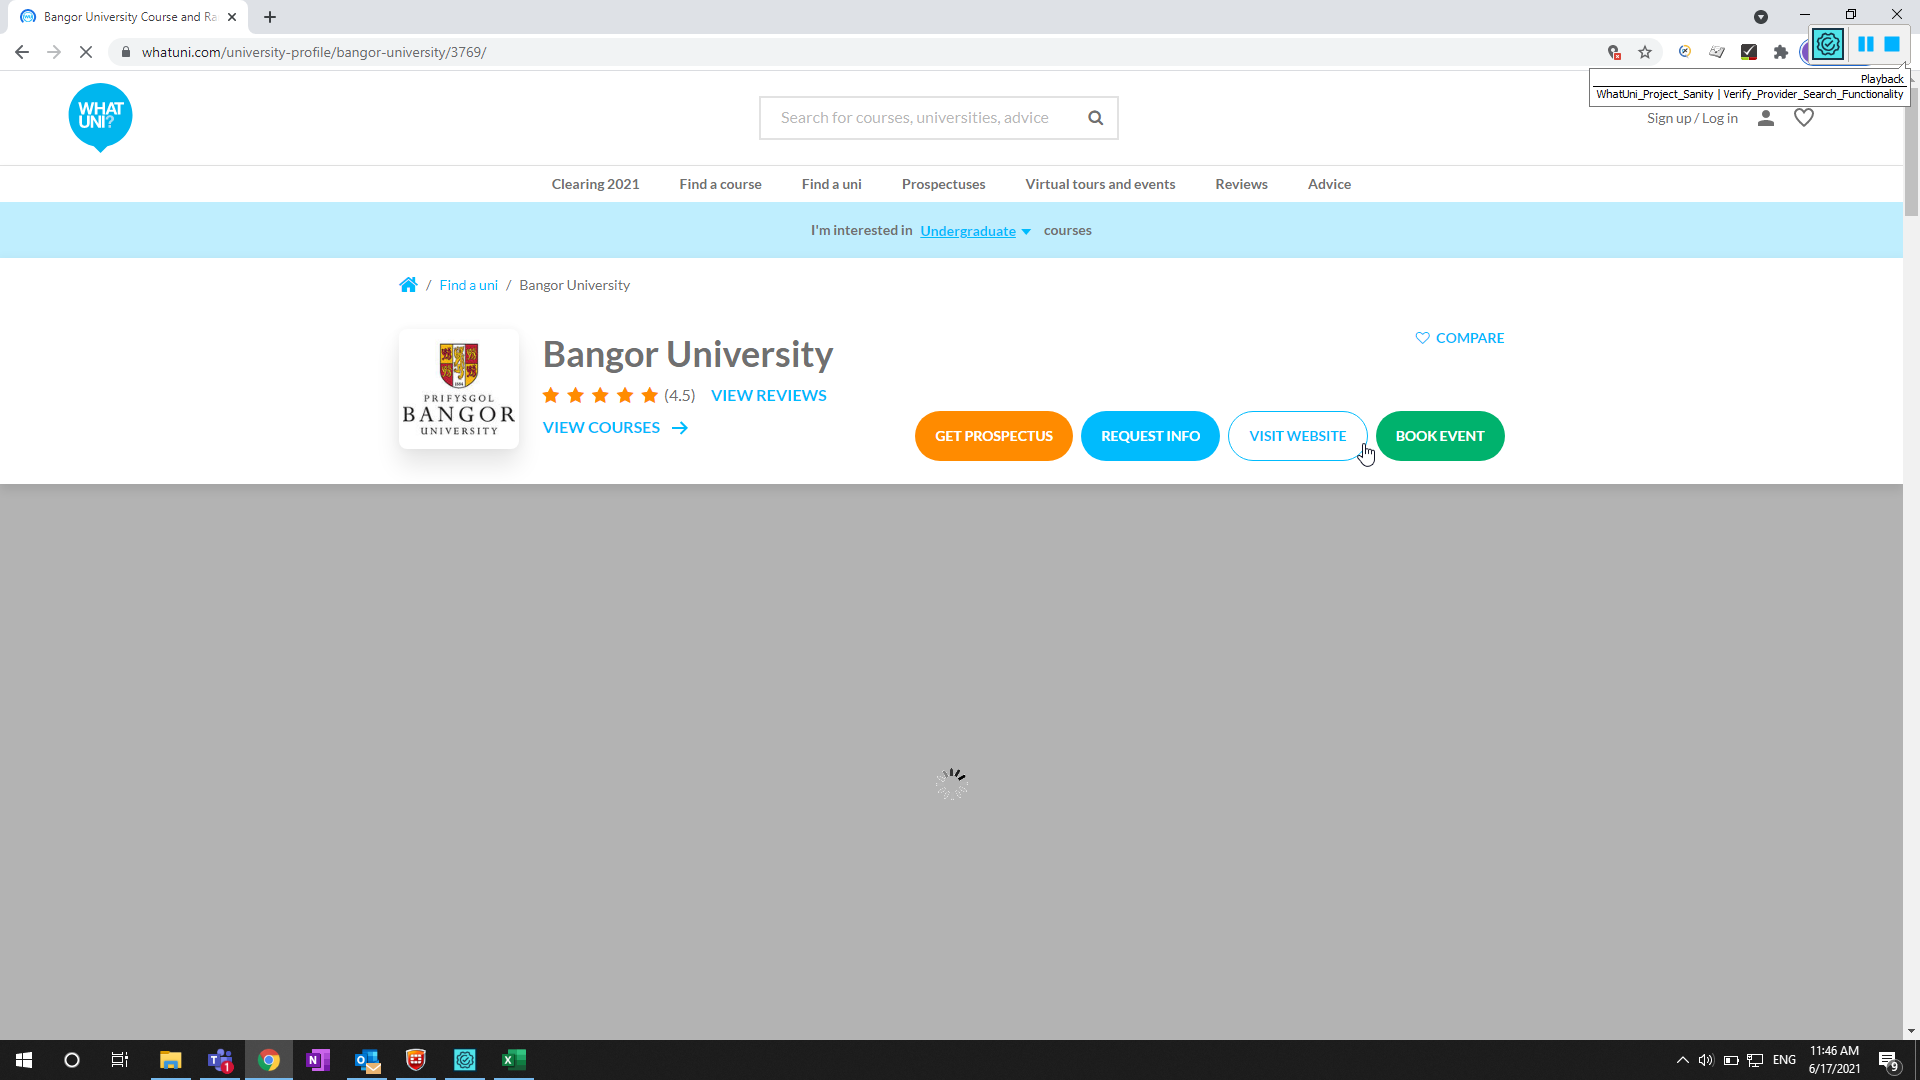 Bangor University Course and Ra
whatuni.com/university-profile/bangor-university/3769/
Playback
WhatUni_Project_Sanity | Verify_Provider_Search_Functionality
WHAT
UNI?
Search for courses, universities, advice
Sign up / Log in
Clearing 2021
Find a course
Find a uni
Prospectuses
Virtual tours and events
Reviews
Advice
I'm interested in Undergraduate courses
/ Find a uni / Bangor University
COMPARE
1884
PRIFYSGOL
BANGOR
UNIVERSITY
Bangor University
(4.5) VIEW REVIEWS
VIEW COURSES
GET PROSPECTUS
REQUEST INFO
VISIT WEBSITE
BOOK EVENT
T
1
N
O
X
ENG
11:46 AM
6/17/2021
9